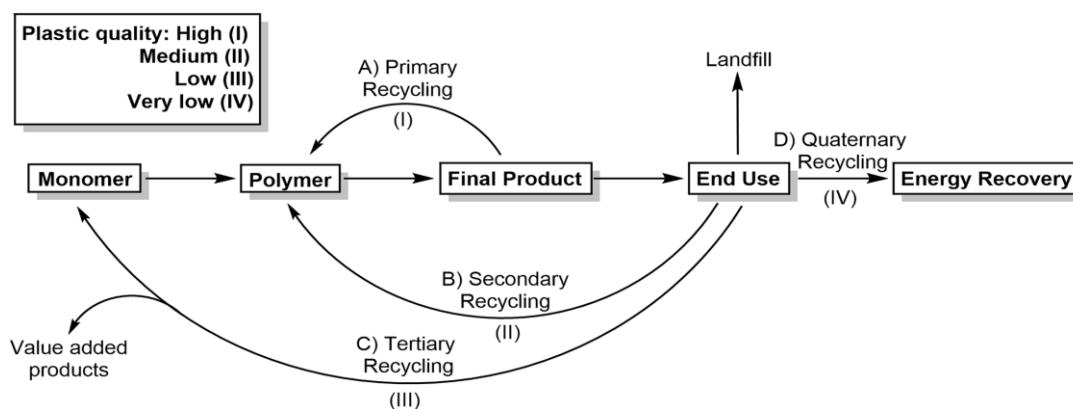 Plastic quality: High (I)
Medium (II)
Low (III)
Very low (IV)
A) Primary
Recycling
(I)
Landfill
D) Quaternary
Recycling
(IV)
Monomer
Polymer
Final Product
End Use
Energy Recovery
B) Secondary
Recycling
(II)
Value added
products
C) Tertiary
Recycling
(III)